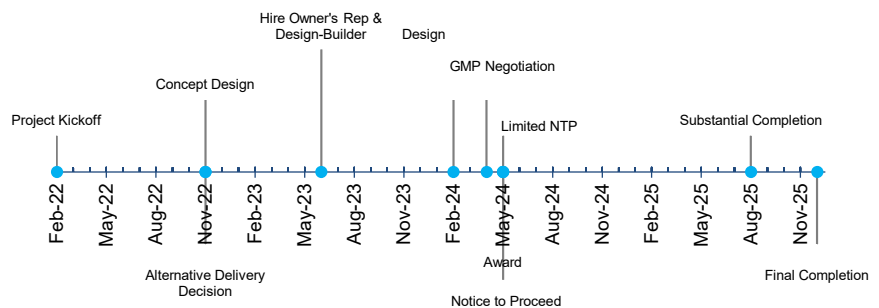 Hire Owner's Rep &
Design-Builder
Design
GMP Negotiation
Concept Design
Project Kickoff
Limited NTP
Substantial Completion
Feb-22
May-22
Aug-22
Nov-22
Feb-23
May-23
Aug-23
Nov-23
Feb-24
May-24
Aug-24
Nov-24
Feb-25
May-25
Aug-25
Nov-25
Award
Alternative Delivery
Decision
Final Completion
Notice to Proceed